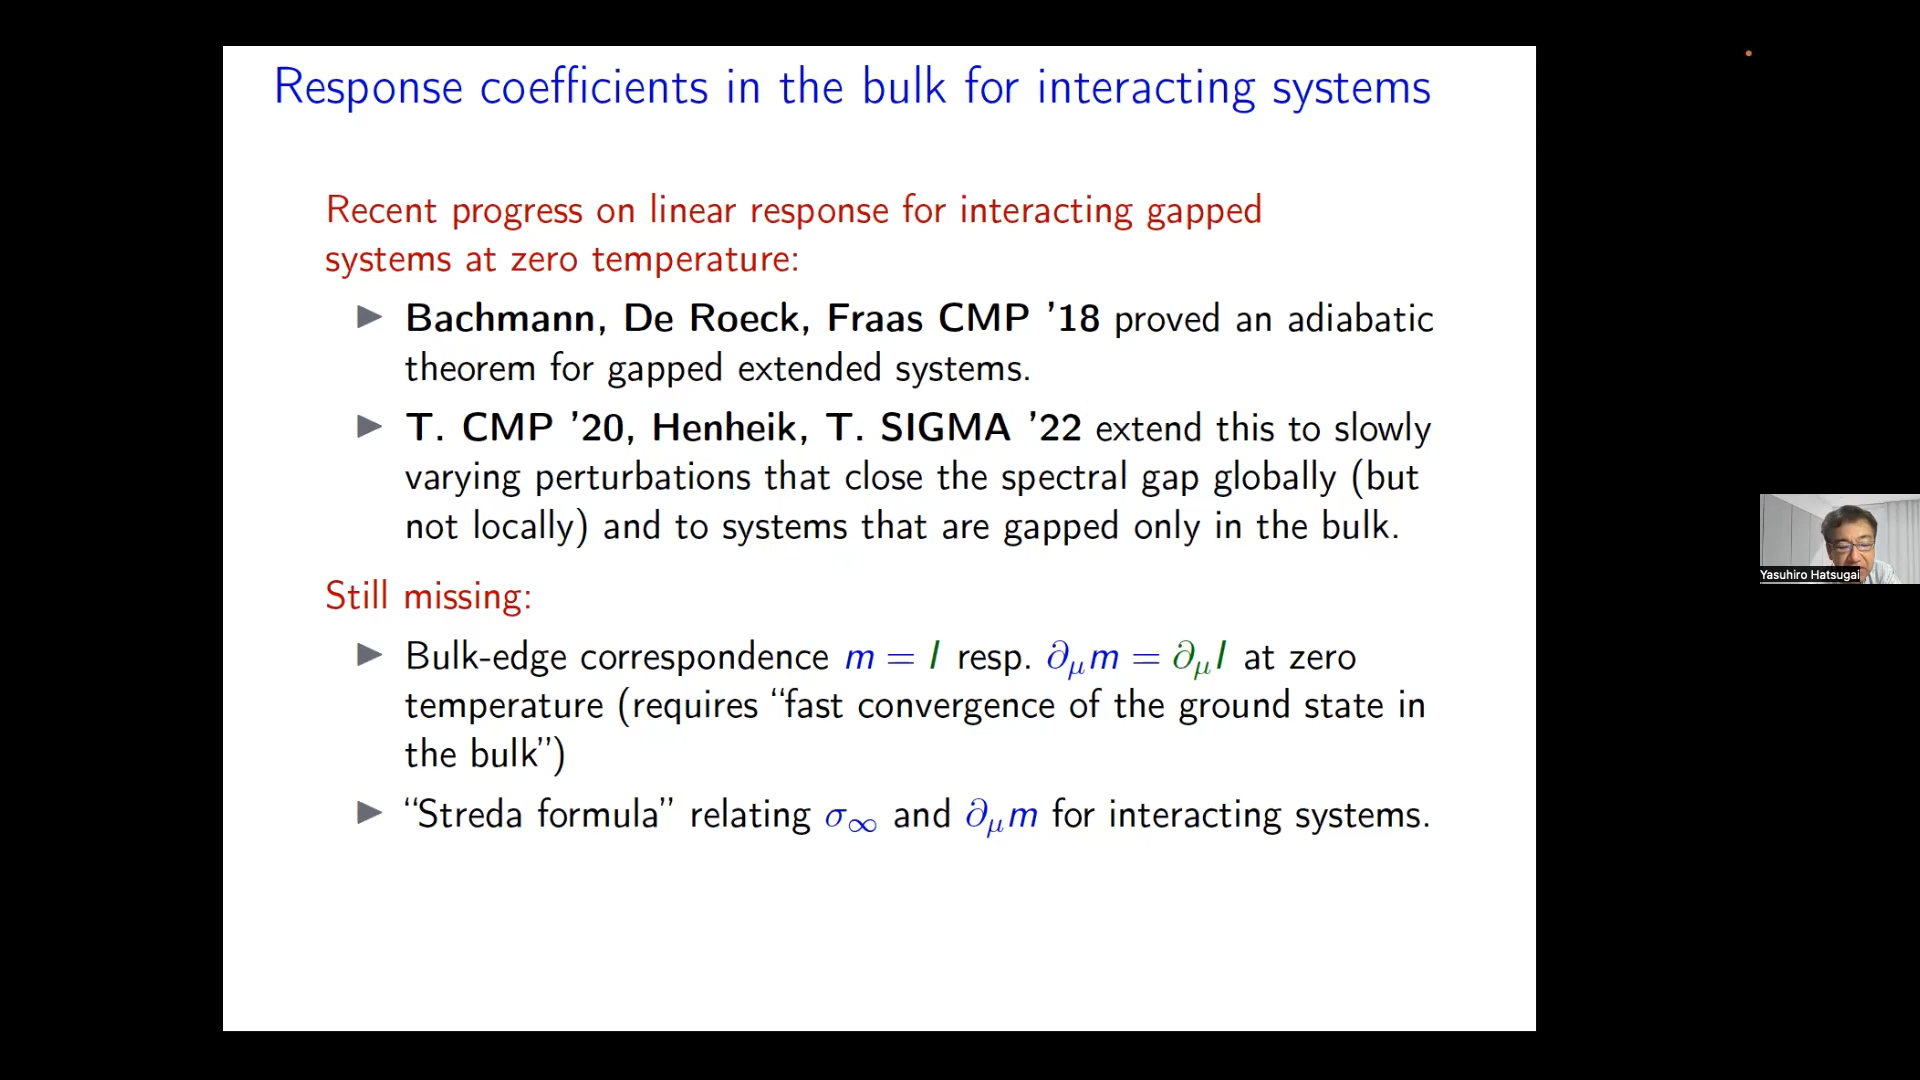 Response coefficients in the bulk for interacting systems
Recent progress on linear response for interacting gapped
systems at zero temperature:
▶ Bachmann, De Roeck, Fraas CMP ’18 proved an adiabatic
theorem for gapped extended systems.
▶ T. CMP ’20, Henheik, T. SIGMA ’22 extend this to slowly
varying perturbations that close the spectral gap globally (but
not locally) and to systems that are gapped only in the bulk.
Still missing:
▶ Bulk-edge correspondence m = I resp. ∂μm = ∂μI at zero
temperature (requires “fast convergence of the ground state in
the bulk”)
▶ “Streda formula” relating σ∞ and ∂μm for interacting systems.
Yasuhiro Hatsugai